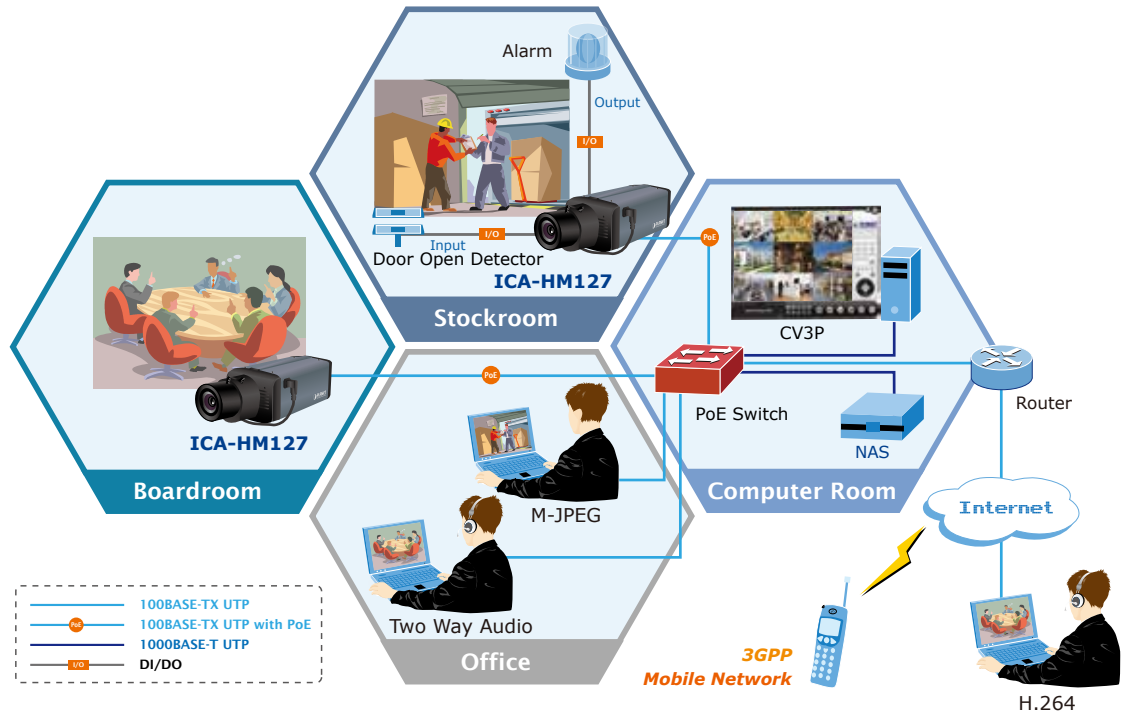 Alarm
Output
I/O
Input
I/O
Door Open Detector
ICA-HM127
Stockroom
PoE
CV3P
PoE Switch
NAS
Computer Room
Router
ICA-HM127
Boardroom
PoE
M-JPEG
Two Way Audio
Office
Internet
3GPP
Mobile Network
H.264
100BASE-TX UTP
PoE
100BASE-TX UTP with PoE
1000BASE-T UTP
I/O
DI/DO